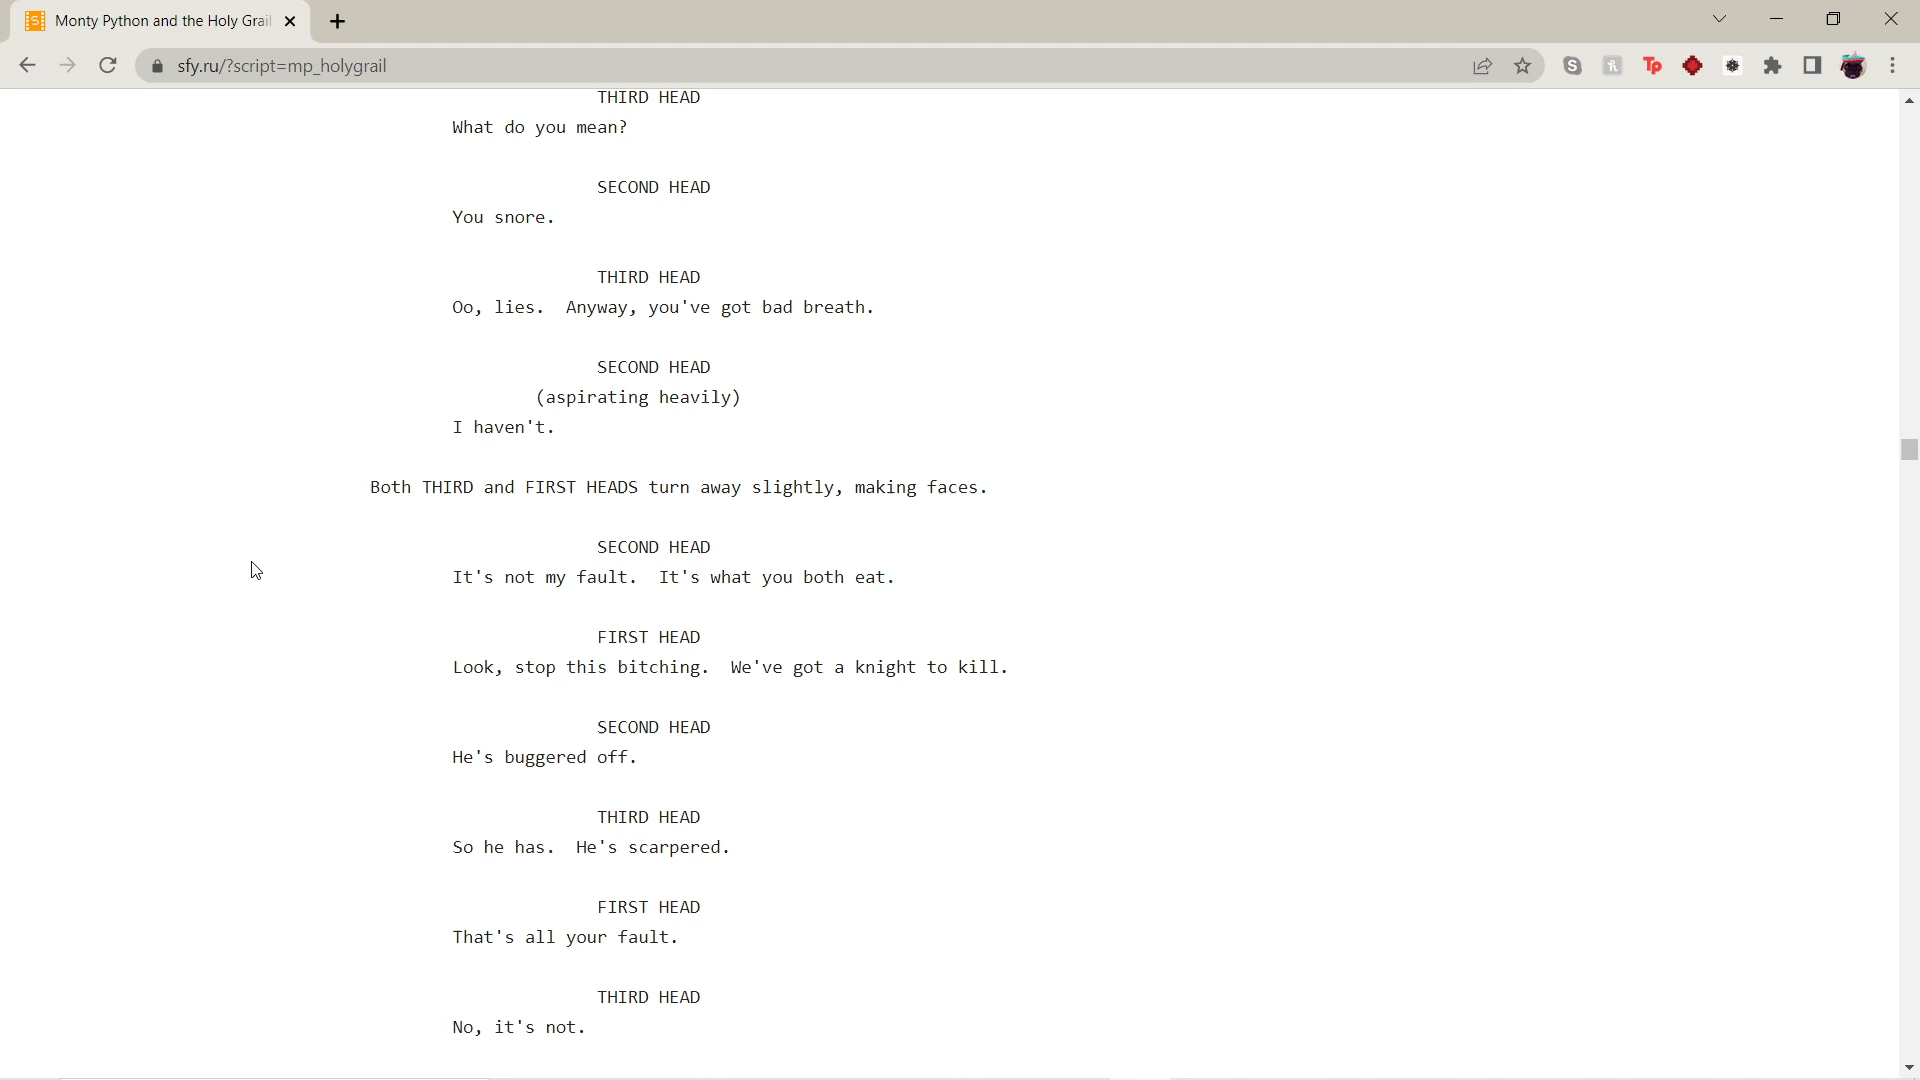 Monty Python and the Holy Grail
sfy.ru/?script=mp_holygrail
THIRD HEAD
What do you mean?
SECOND HEAD
You snore.
THIRD HEAD
Oo, lies.  Anyway, you've got bad breath.
SECOND HEAD
(aspirating heavily)
I haven't.
Both THIRD and FIRST HEADS turn away slightly, making faces.
SECOND HEAD
It's not my fault.  It's what you both eat.
FIRST HEAD
Look, stop this bitching.  We've got a knight to kill.
SECOND HEAD
He's buggered off.
THIRD HEAD
So he has.  He's scarpered.
FIRST HEAD
That's all your fault.
THIRD HEAD
No, it's not.